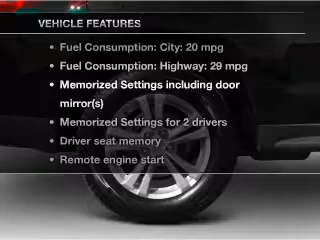 VEHICLE FEATURES
• Fuel Consumption: City: 20 mpg
• Fuel Consumption: Highway: 29 mpg
• Memorized Settings including door
mirror(s)
• Memorized Settings for 2 drivers
• Driver seat memory
• Remote engine start